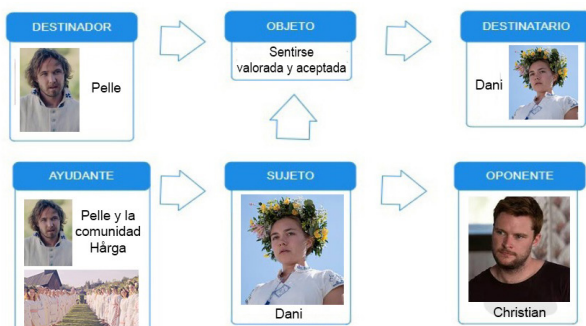 DESTINADOR
Pelle
OBJETO
Sentirse
valorada y aceptada
DESTINATARIO
Dani
AYUDANTE
Pelle y la
comunidad
Hårga
SUJETO
Dani
OPONENTE
Christian